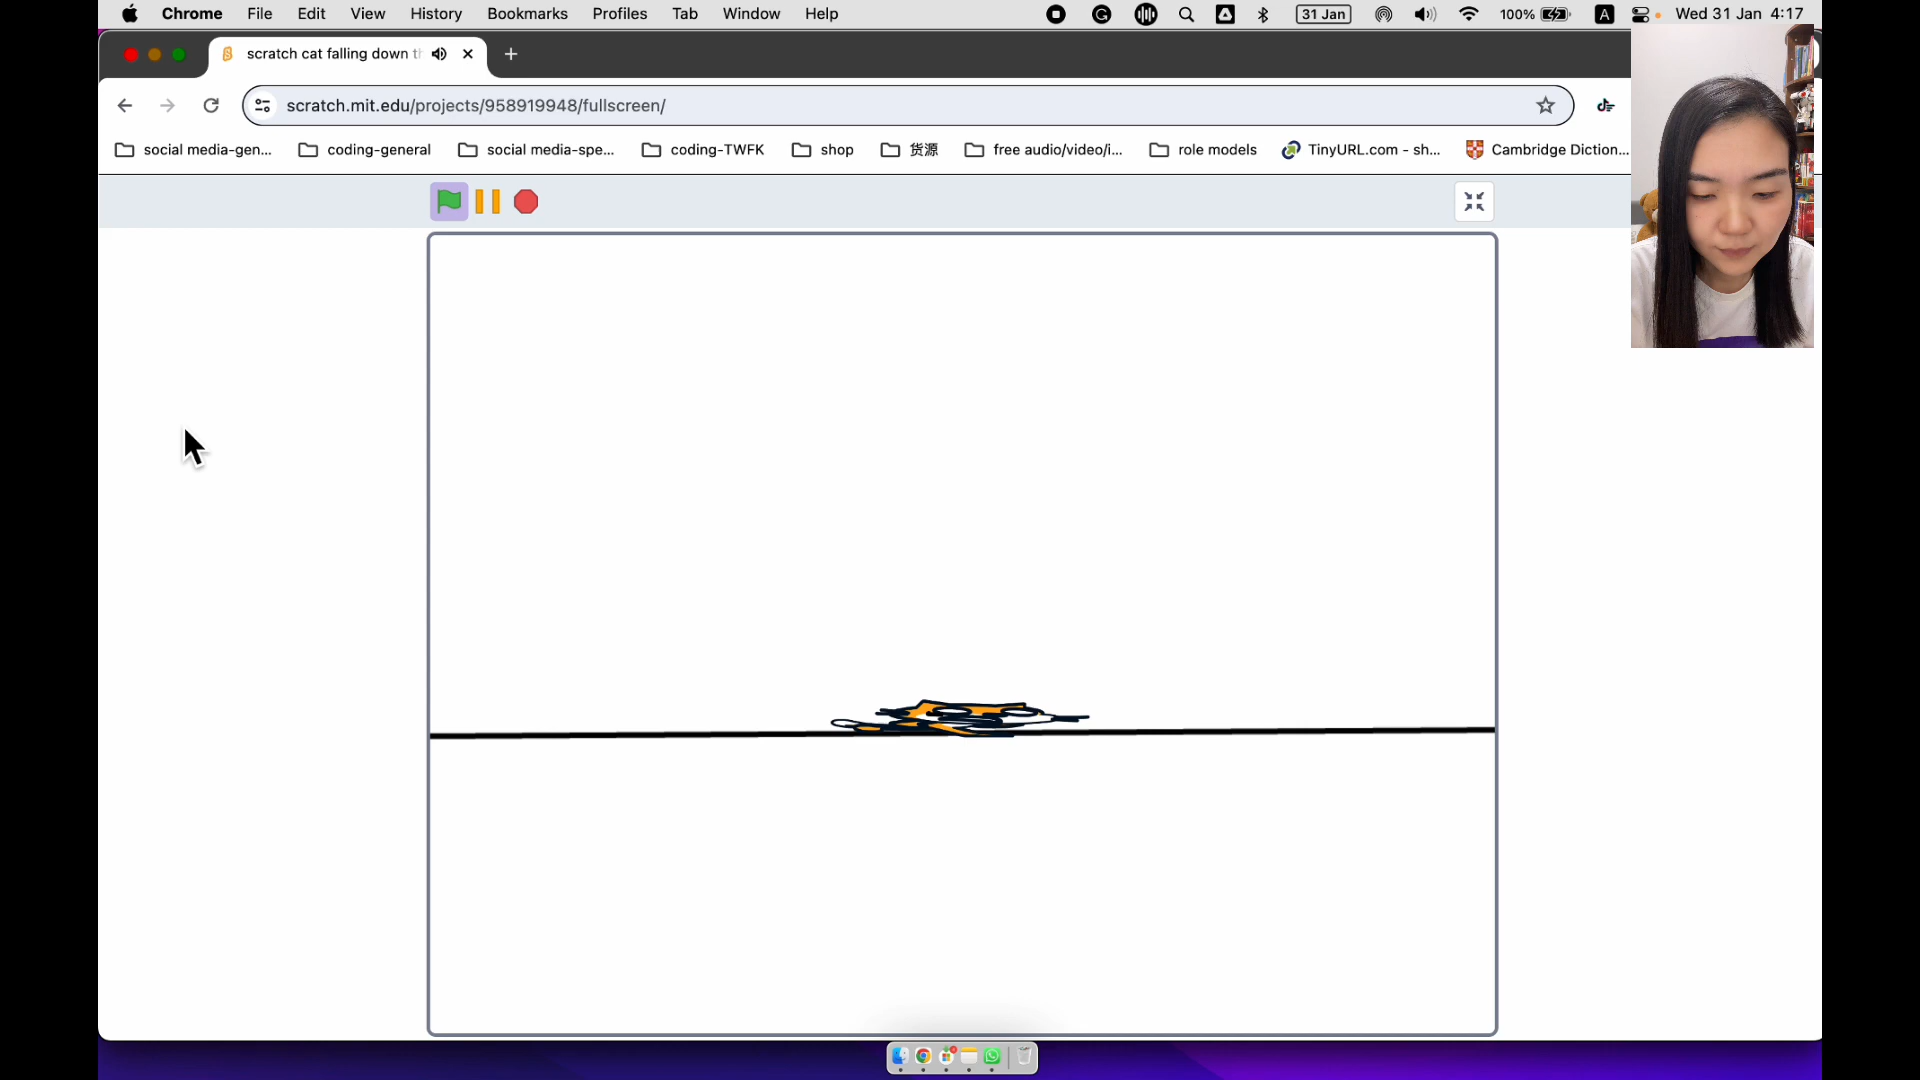 Chrome File Edit View History Bookmarks Profiles Tab Window Help 31 Jan 100% A Wed 31 Jan 4:17
scratch cat falling down t
scratch.mit.edu/projects/958919948/fullscreen/
social media-gen... coding-general social media-spe... coding-TWFK shop 货源 free audio/video/i... role models TinyURL.com - sh... Cambridge Diction...